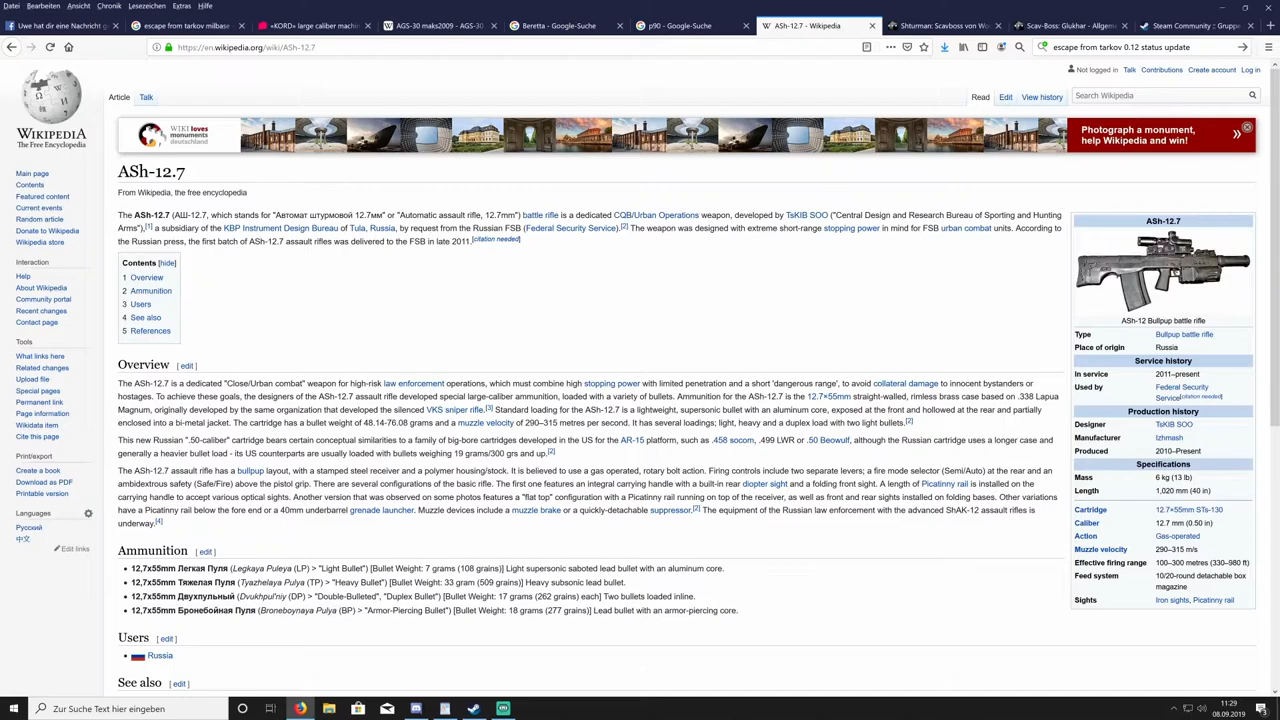 Datei Bearbeiten Ansicht Chronik Lesezeichen Extras Hilfe
Uwe hat dir eine Nachricht g
escape from tarkov milbase
«KORD» large caliber machin
AGS-30 maks2009 - AGS-30
Beretta - Google-Suche
p90 - Google-Suche
ASh-12.7 - Wikipedia
Shturman: Scavboss von Wo
Scav-Boss: Glukhar - Allgeme
Steam Community :: Gruppe
https://en.wikipedia.org/wiki/ASh-12.7
escape from tarkov 0.12 status update
Not logged in Talk Contributions Create account Log in
Article Talk
Read Edit View history
Search Wikipedia
WIKIPEDIA
The Free Encyclopedia
Main page
Contents
Featured content
Current events
Random article
Donate to Wikipedia
Wikipedia store
Interaction
Help
About Wikipedia
Community portal
Recent changes
Contact page
Tools
What links here
Related changes
Upload file
Special pages
Permanent link
Page information
Wikidata item
Cite this page
Print/export
Create a book
Download as PDF
Printable version
Languages
Русский
中文
Edit links
WIKI loves
monuments
deutschland
Photograph a monument,
help Wikipedia and win!
ASh-12.7
From Wikipedia, the free encyclopedia
The ASh-12.7 (АШ-12.7, which stands for "Автомат штурмовой 12.7мм" or "Automatic assault rifle, 12.7mm") battle rifle is a dedicated CQB/Urban Operations weapon, developed by TsKIB SOO ("Central Design and Research Bureau of Sporting and Hunting
Arms"),[1] a subsidiary of the KBP Instrument Design Bureau of Tula, Russia, by request from the Russian FSB (Federal Security Service).[2] The weapon was designed with extreme short-range stopping power in mind for FSB urban combat units. According to
the Russian press, the first batch of ASh-12.7 assault rifles was delivered to the FSB in late 2011.[citation needed]
Contents [hide]
1 Overview
2 Ammunition
3 Users
4 See also
5 References
Overview [ edit ]
The ASh-12.7 is a dedicated "Close/Urban combat" weapon for high-risk law enforcement operations, which must combine high stopping power with limited penetration and a short 'dangerous range', to avoid collateral damage to innocent bystanders or
hostages. To achieve these goals, the designers of the ASh-12.7 assault rifle developed special large-caliber ammunition, loaded with a variety of bullets. Ammunition for the ASh-12.7 is the 12.7×55mm straight-walled, rimless brass case based on .338 Lapua
Magnum, originally developed by the same organization that developed the silenced VKS sniper rifle.[3] Standard loading for the ASh-12.7 is a lightweight, supersonic bullet with an aluminum core, exposed at the front and hollowed at the rear and partially
enclosed into a bi-metal jacket. The cartridge has a bullet weight of 48.14-76.08 grams and a muzzle velocity of 290–315 metres per second. It has several loadings; light, heavy and a duplex load with two light bullets.[2]
This new Russian ".50-caliber" cartridge bears certain conceptual similarities to a family of big-bore cartridges developed in the US for the AR-15 platform, such as .458 socom, .499 LWR or .50 Beowulf, although the Russian cartridge uses a longer case and
generally a heavier bullet load - its US counterparts are usually loaded with bullets weighing 19 grams/300 grs and up.[2]
The ASh-12.7 assault rifle has a bullpup layout, with a stamped steel receiver and a polymer housing/stock. It is believed to use a gas operated, rotary bolt action. Firing controls include two separate levers; a fire mode selector (Semi/Auto) at the rear and an
ambidextrous safety (Safe/Fire) above the pistol grip. There are several configurations of the basic rifle. The first one features an integral carrying handle with a built-in rear diopter sight and a folding front sight. A length of Picatinny rail is installed on the
carrying handle to accept various optical sights. Another version that was observed on some photos features a "flat top" configuration with a Picatinny rail running on top of the receiver, as well as front and rear sights installed on folding bases. Other variations
have a Picatinny rail below the fore end or a 40mm underbarrel grenade launcher. Muzzle devices include a muzzle brake or a quickly-detachable suppressor.[2] The equipment of the Russian law enforcement with the advanced ShAK-12 assault rifles is
underway.[4]
Ammunition [ edit ]
• 12,7x55mm Легкая Пуля (Legkaya Puleya (LP) > "Light Bullet") [Bullet Weight: 7 grams (108 grains)] Light supersonic saboted lead bullet with an aluminum core.
• 12,7x55mm Тяжелая Пуля (Tyazhelaya Pulya (TP) > "Heavy Bullet") [Bullet Weight: 33 gram (509 grains)] Heavy subsonic lead bullet.
• 12,7x55mm Двухпульный (Dvukhpul'niy (DP) > "Double-Bulleted", "Duplex Bullet") [Bullet Weight: 17 grams (262 grains) each] Two bullets loaded inline.
• 12,7x55mm Бронебойная Пуля (Broneboynaya Pulya (BP) > "Armor-Piercing Bullet") [Bullet Weight: 18 grams (277 grains)] Lead bullet with an armor-piercing core.
Users [ edit ]
• Russia
See also [ edit ]
ASh-12.7
ASh-12 Bullpup battle rifle
Type Bullpup battle rifle
Place of origin Russia
Service history
In service 2011–present
Used by Federal Security
Service[citation needed]
Production history
Designer TsKIB SOO
Manufacturer Izhmash
Produced 2010–Present
Specifications
Mass 6 kg (13 lb)
Length 1,020 mm (40 in)
Cartridge 12.7×55mm STs-130
Caliber 12.7 mm (0.50 in)
Action Gas-operated
Muzzle velocity 290–315 m/s
Effective firing range 100–300 metres (330–980 ft)
Feed system 10/20-round detachable box
magazine
Sights Iron sights, Picatinny rail
Zur Suche Text hier eingeben
11:29
08.09.2019
3